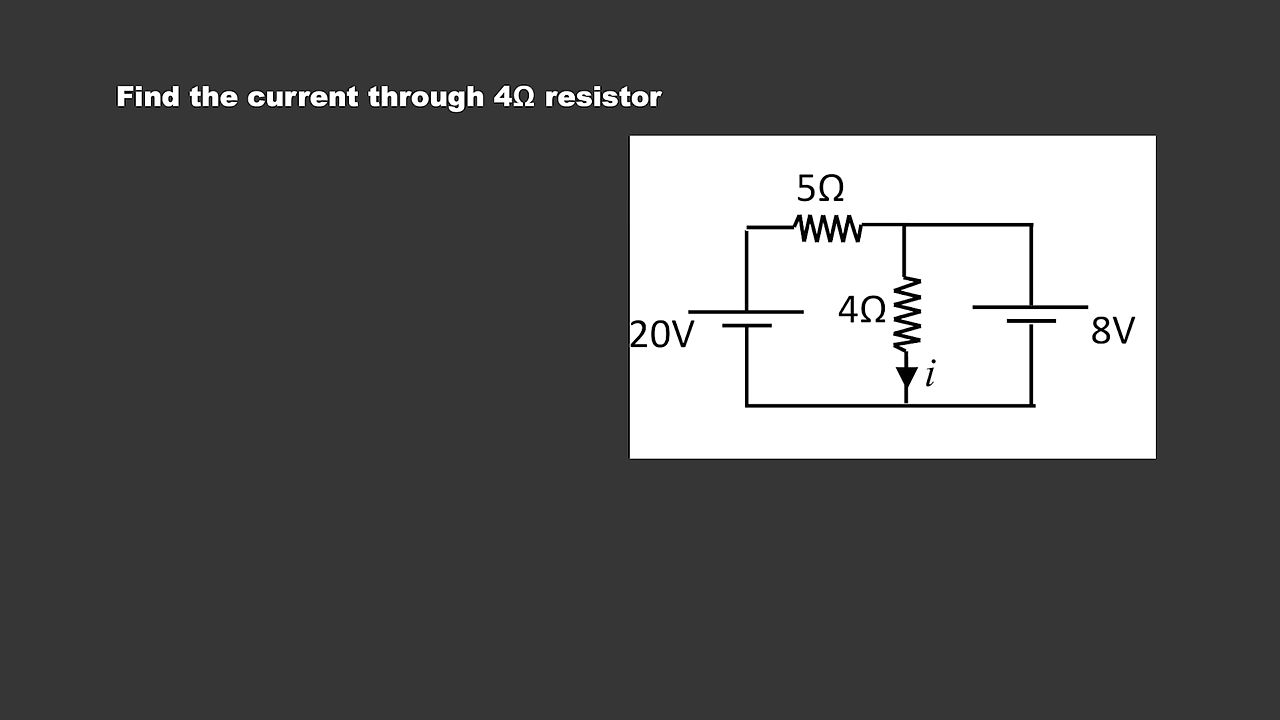 Find the current through 4Ω resistor
5Ω
4Ω
20V
8V
i